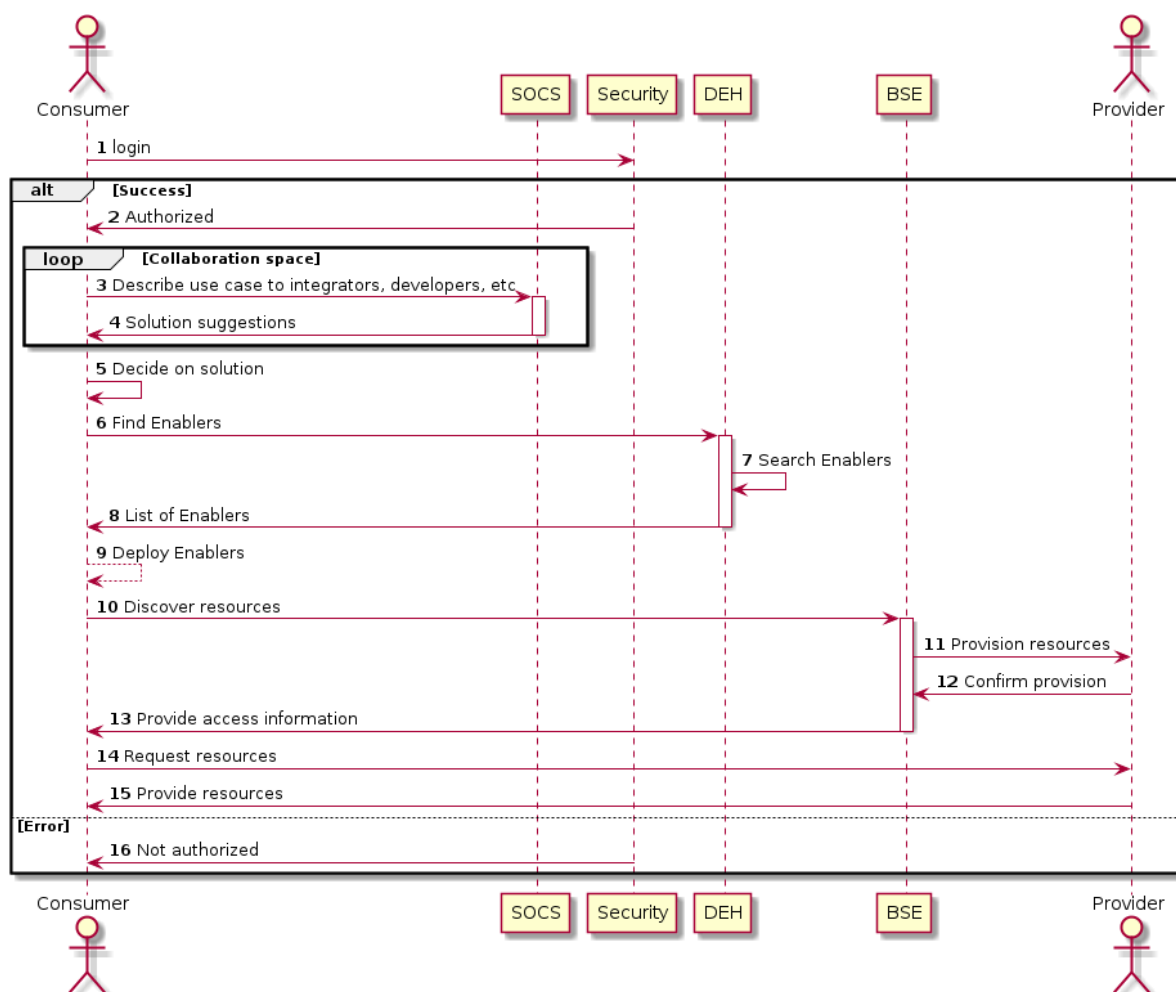 Consumer
SOCS
Security
DEH
BSE
Provider
1 login
alt [Success]
2 Authorized
loop [Collaboration space]
3 Describe use case to integrators, developers, etc
4 Solution suggestions
5 Decide on solution
6 Find Enablers
7 Search Enablers
8 List of Enablers
9 Deploy Enablers
10 Discover resources
11 Provision resources
12 Confirm provision
13 Provide access information
14 Request resources
15 Provide resources
[Error]
16 Not authorized
Consumer
SOCS
Security
DEH
BSE
Provider